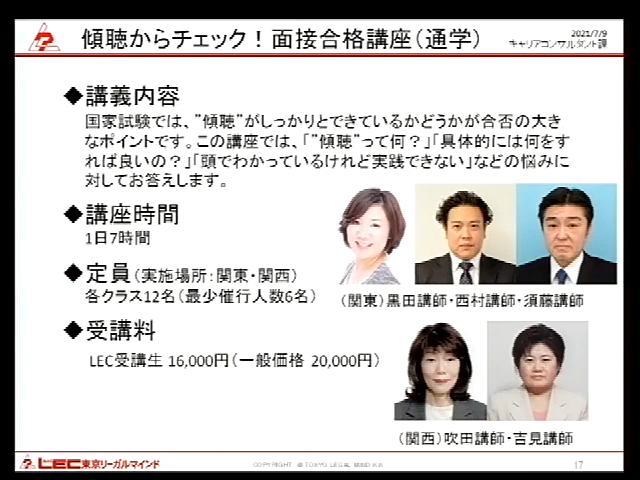 2021/7/9
傾聴からチェック！面接合格講座（通学）
キャリアコンサルタント課
◆講義内容
国家試験では、”傾聴”がしっかりとできているかどうかが合否の大き
なポイントです。この講座では、「”傾聴”って何？」「具体的には何をす
れば良いの？」「頭でわかっているけれど実践できない」などの悩みに
対してお答えします。
◆講座時間
1日7時間
◆定員（実施場所：関東・関西）
各クラス12名（最少催行人数6名）
（関東）黒田講師・西村講師・須藤講師
◆受講料
LEC受講生 16,000円（一般価格 20,000円）
（関西）吹田講師・吉見講師
LEC東京リーガルマインド
COPYRIGHT @ TOKYO LEGAL MIND K.K
17